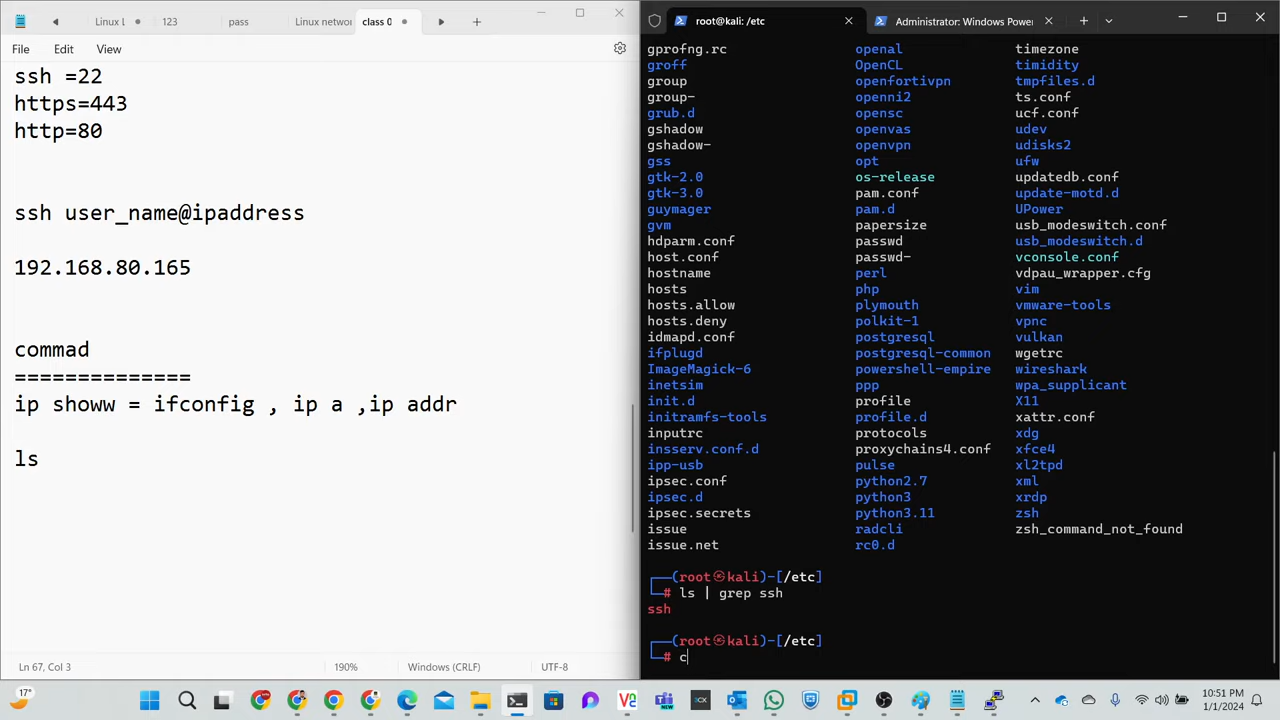 Linux L
123
pass
Linux networ
class 0
File Edit View
ssh =22
https=443
http=80
ssh user_name@ipaddress
192.168.80.165
commad
==============
ip showw = ifconfig , ip a ,ip addr
ls
Ln 67, Col 3
190%
Windows (CRLF)
UTF-8
root@kali: /etc
Administrator: Windows Power
gprofng.rc openal timezone
groff OpenCL timidity
group openfortivpn tmpfiles.d
group- openni2 ts.conf
grub.d opensc ucf.conf
gshadow openvas udev
gshadow- openvpn udisks2
gss opt ufw
gtk-2.0 os-release updatedb.conf
gtk-3.0 pam.conf update-motd.d
guymager pam.d UPower
gvm papersize usb_modeswitch.conf
hdparm.conf passwd usb_modeswitch.d
host.conf passwd- vconsole.conf
hostname perl vdpau_wrapper.cfg
hosts php vim
hosts.allow plymouth vmware-tools
hosts.deny polkit-1 vpnc
idmapd.conf postgresql vulkan
ifplugd postgresql-common wgetrc
ImageMagick-6 powershell-empire wireshark
inetsim ppp wpa_supplicant
init.d profile X11
initramfs-tools profile.d xattr.conf
inputrc protocols xdg
insserv.conf.d proxychains4.conf xfce4
ipp-usb pulse xl2tpd
ipsec.conf python2.7 xml
ipsec.d python3 xrdp
ipsec.secrets python3.11 zsh
issue radcli zsh_command_not_found
issue.net rc0.d
(root㉿kali)-[/etc]
# ls | grep ssh
ssh
(root㉿kali)-[/etc]
# c
17°
10:51 PM
1/1/2024